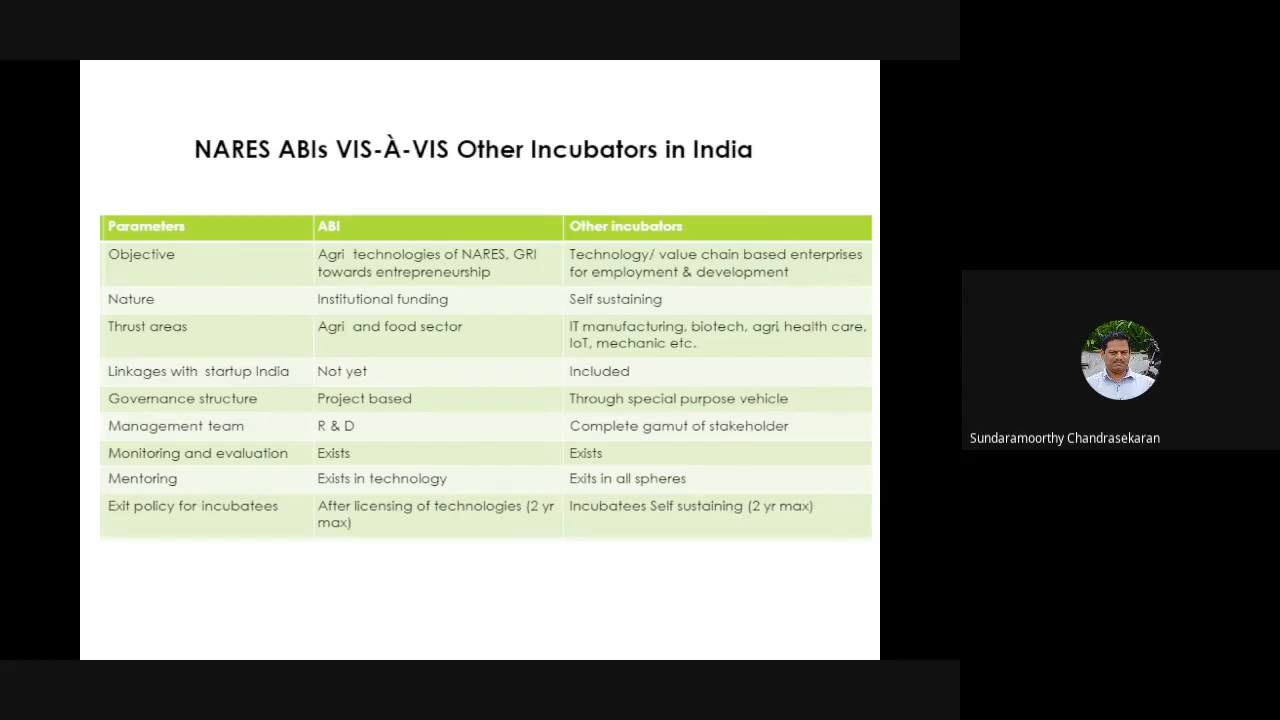 NARES ABIs VIS-À-VIS Other Incubators in India
Parameters ABI Other incubators
Objective Agri technologies of NARES, GRI towards entrepreneurship Technology/ value chain based enterprises for employment & development
Nature Institutional funding Self sustaining
Thrust areas Agri and food sector IT manufacturing, biotech, agri, health care, IoT, mechanic etc.
Linkages with startup India Not yet Included
Governance structure Project based Through special purpose vehicle
Management team R & D Complete gamut of stakeholder
Monitoring and evaluation Exists Exists
Mentoring Exists in technology Exits in all spheres
Exit policy for incubatees After licensing of technologies (2 yr max) Incubatees Self sustaining (2 yr max)
Sundaramoorthy Chandrasekaran